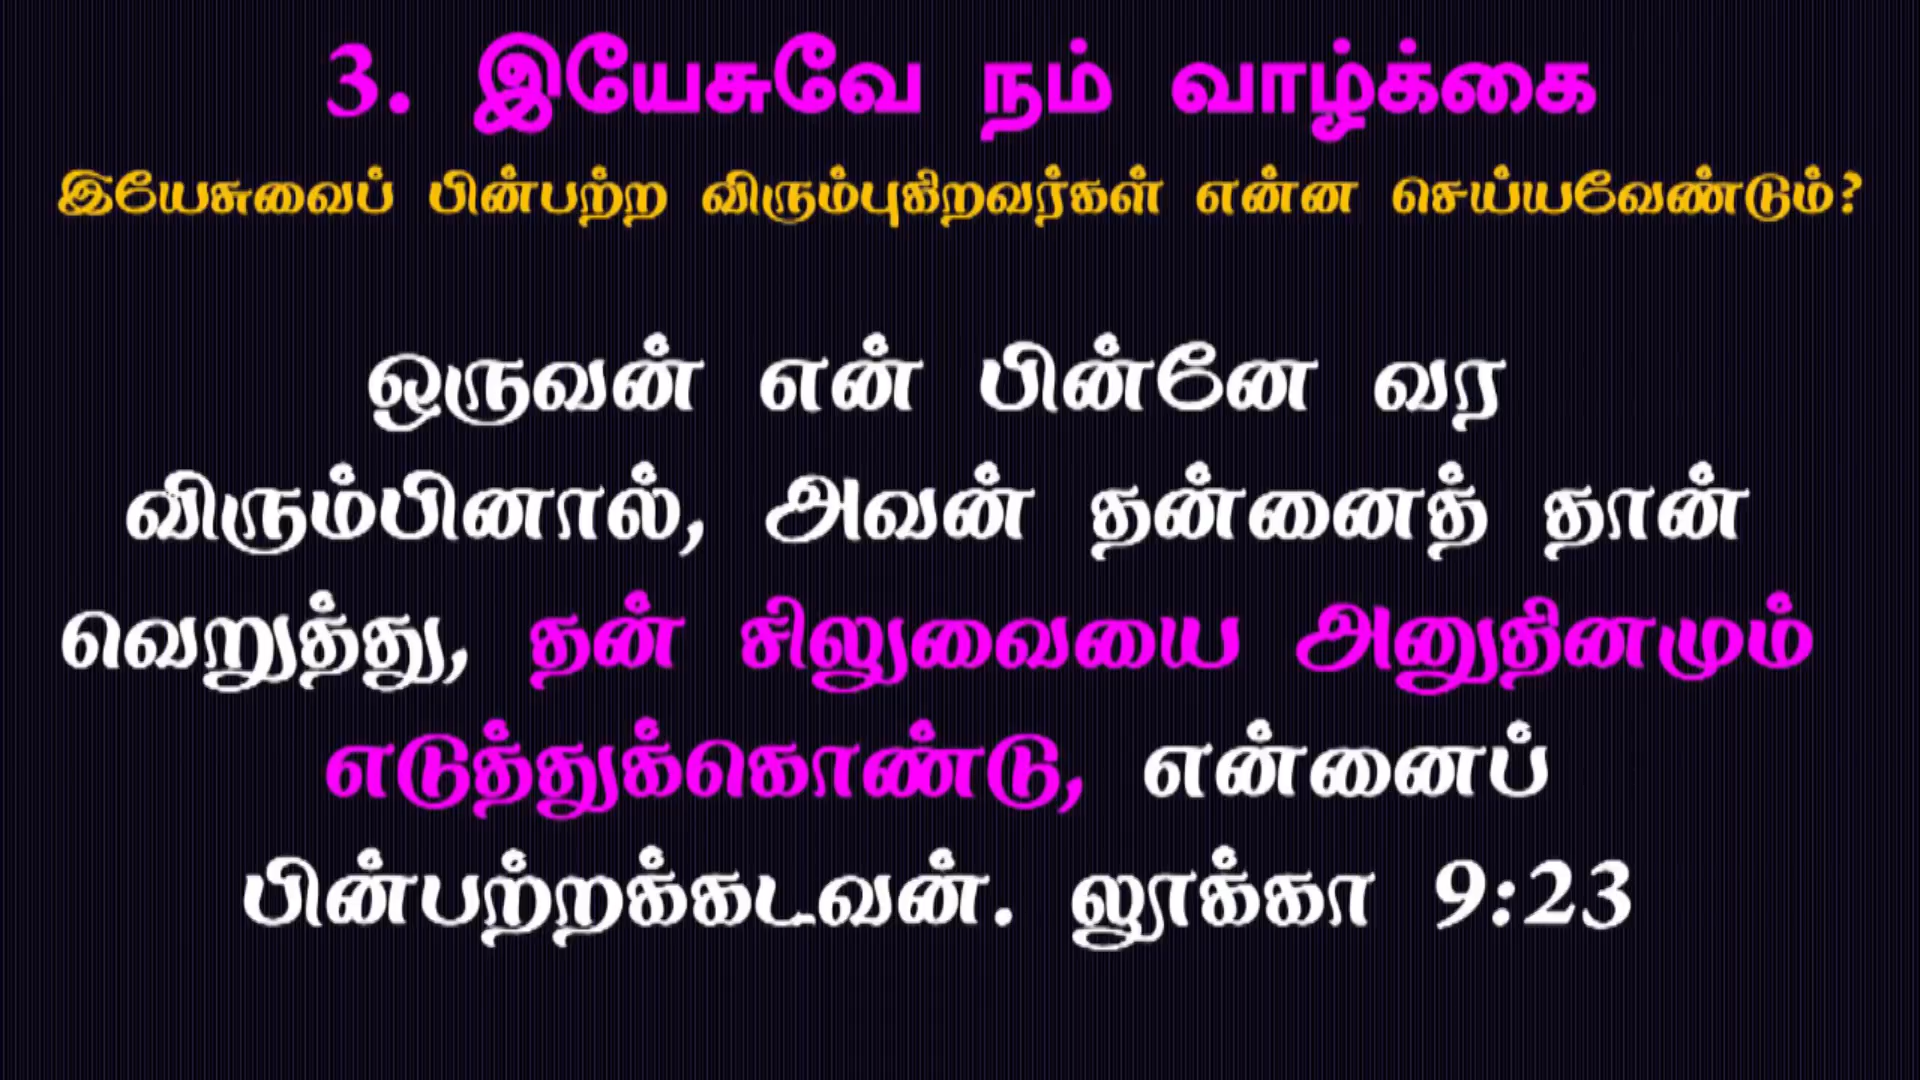 3. இயேசுவே நம் வாழ்க்கை
இயேசுவைப் பின்பற்ற விரும்புகிறவர்கள் என்ன செய்யவேண்டும்?
ஒருவன் என் பின்னே வர
விரும்பினால், அவன் தன்னைத் தான்
வெறுத்து, தன் சிலுவையை அனுதினமும்
எடுத்துக்கொண்டு, என்னைப்
பின்பற்றக்கடவன். லூக்கா 9:23